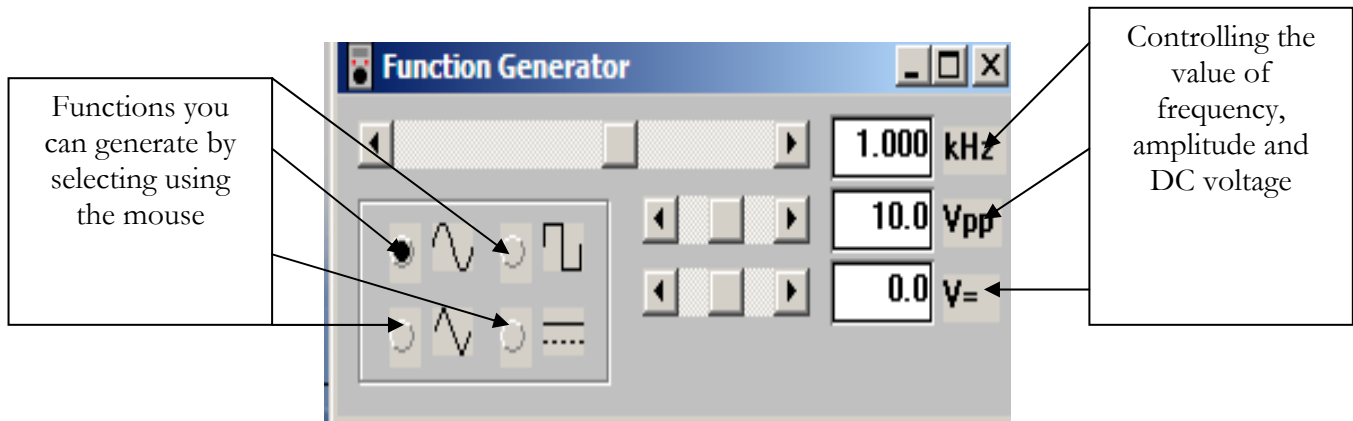 Functions you
can generate by
selecting using
the mouse
Function Generator
1.000 kHz
10.0 Vpp
0.0 V=
Controlling the
value of
frequency,
amplitude and
DC voltage